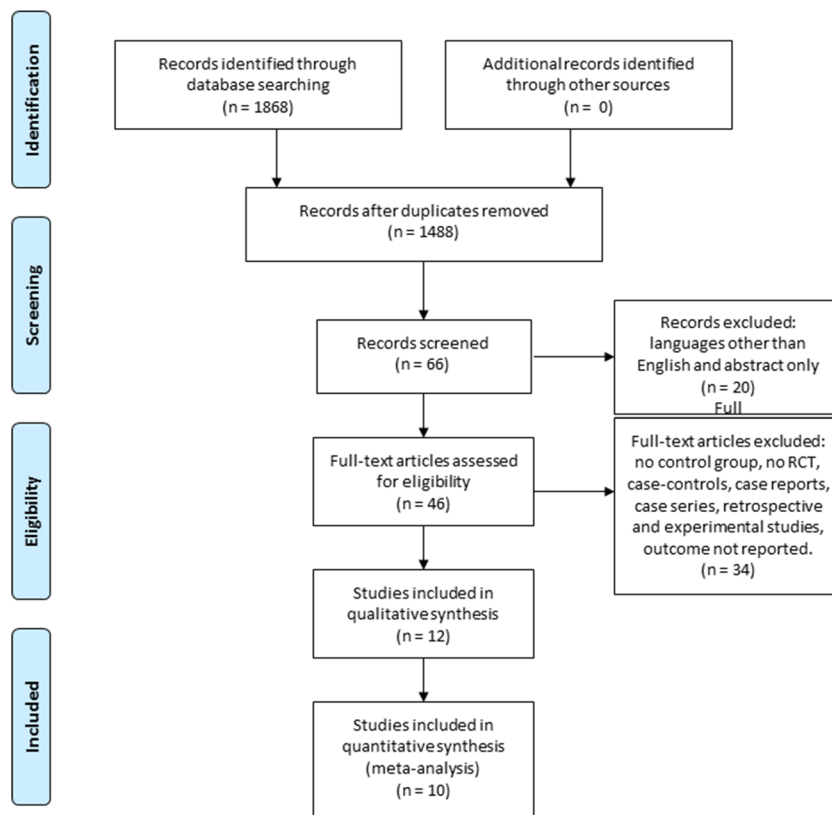 Identification
Records identified through
database searching
(n = 1868)
Additional records identified
through other sources
(n = 0)
Records after duplicates removed
(n = 1488)
Screening
Records screened
(n = 66)
Records excluded:
languages other than
English and abstract only
(n = 20)
Full
Eligibility
Full-text articles assessed
for eligibility
(n = 46)
Full-text articles excluded:
no control group, no RCT,
case-controls, case reports,
case series, retrospective
and experimental studies,
outcome not reported.
(n = 34)
Studies included in
qualitative synthesis
(n = 12)
Included
Studies included in
quantitative synthesis
(meta-analysis)
(n = 10)